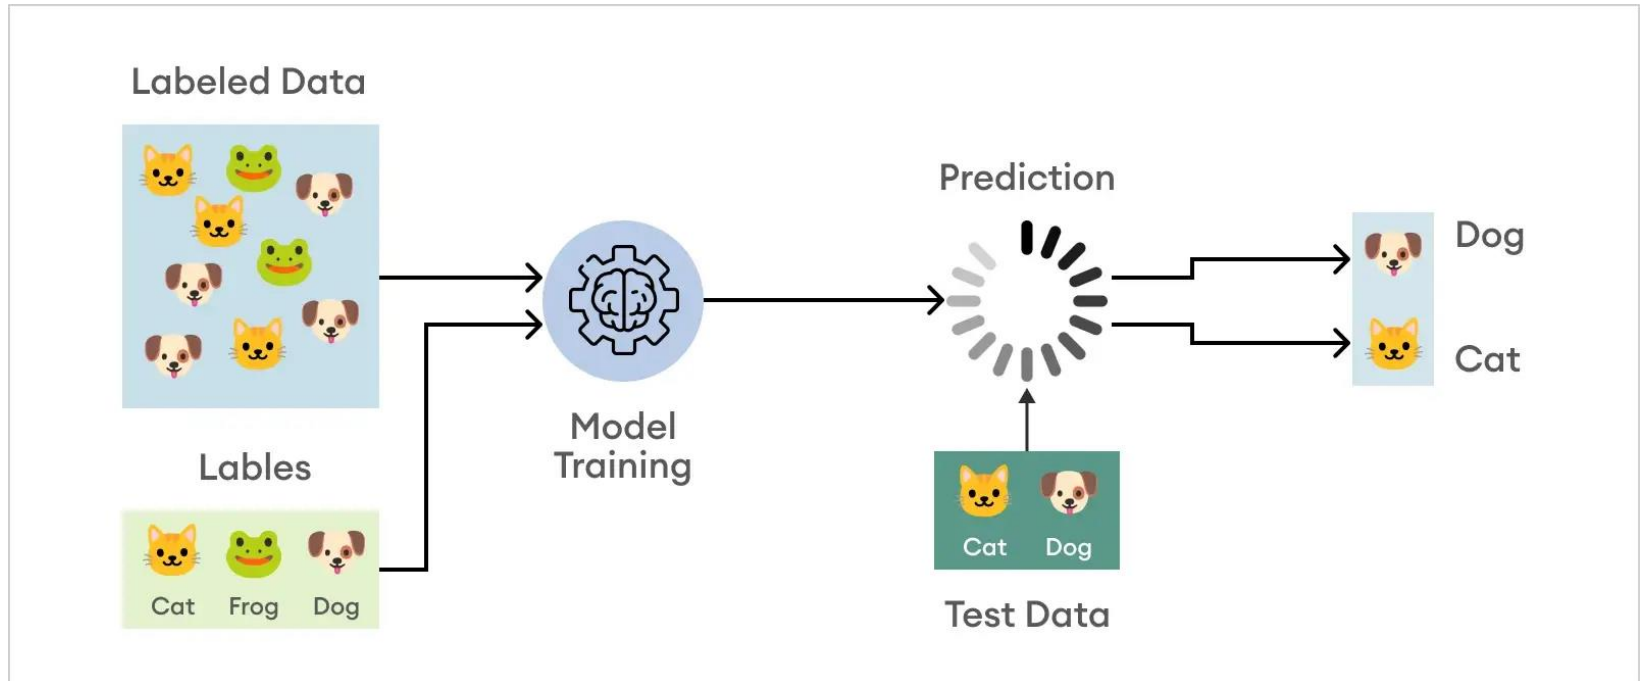 Labeled Data
Lables
Cat Frog Dog
Model
Training
Prediction
Cat Dog
Test Data
Dog
Cat